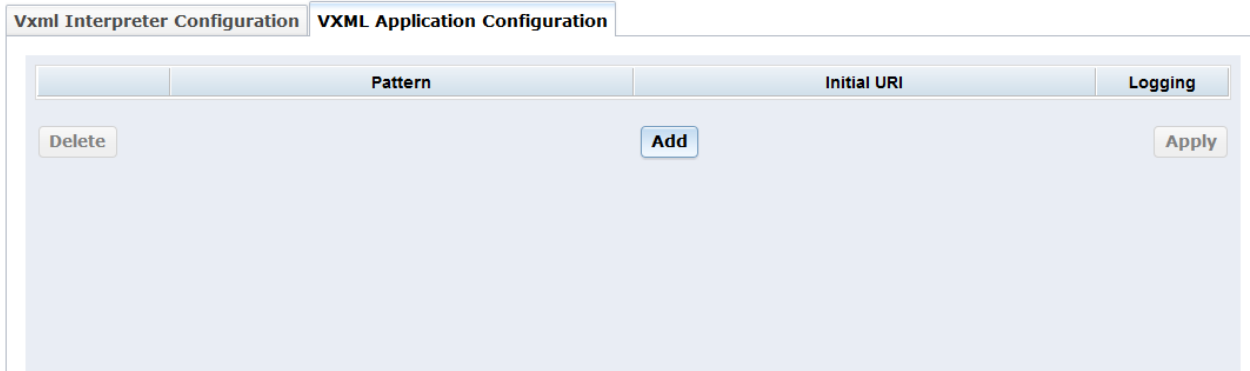 Vxml Interpreter Configuration VXML Application Configuration
Pattern Initial URI Logging
Delete Add Apply